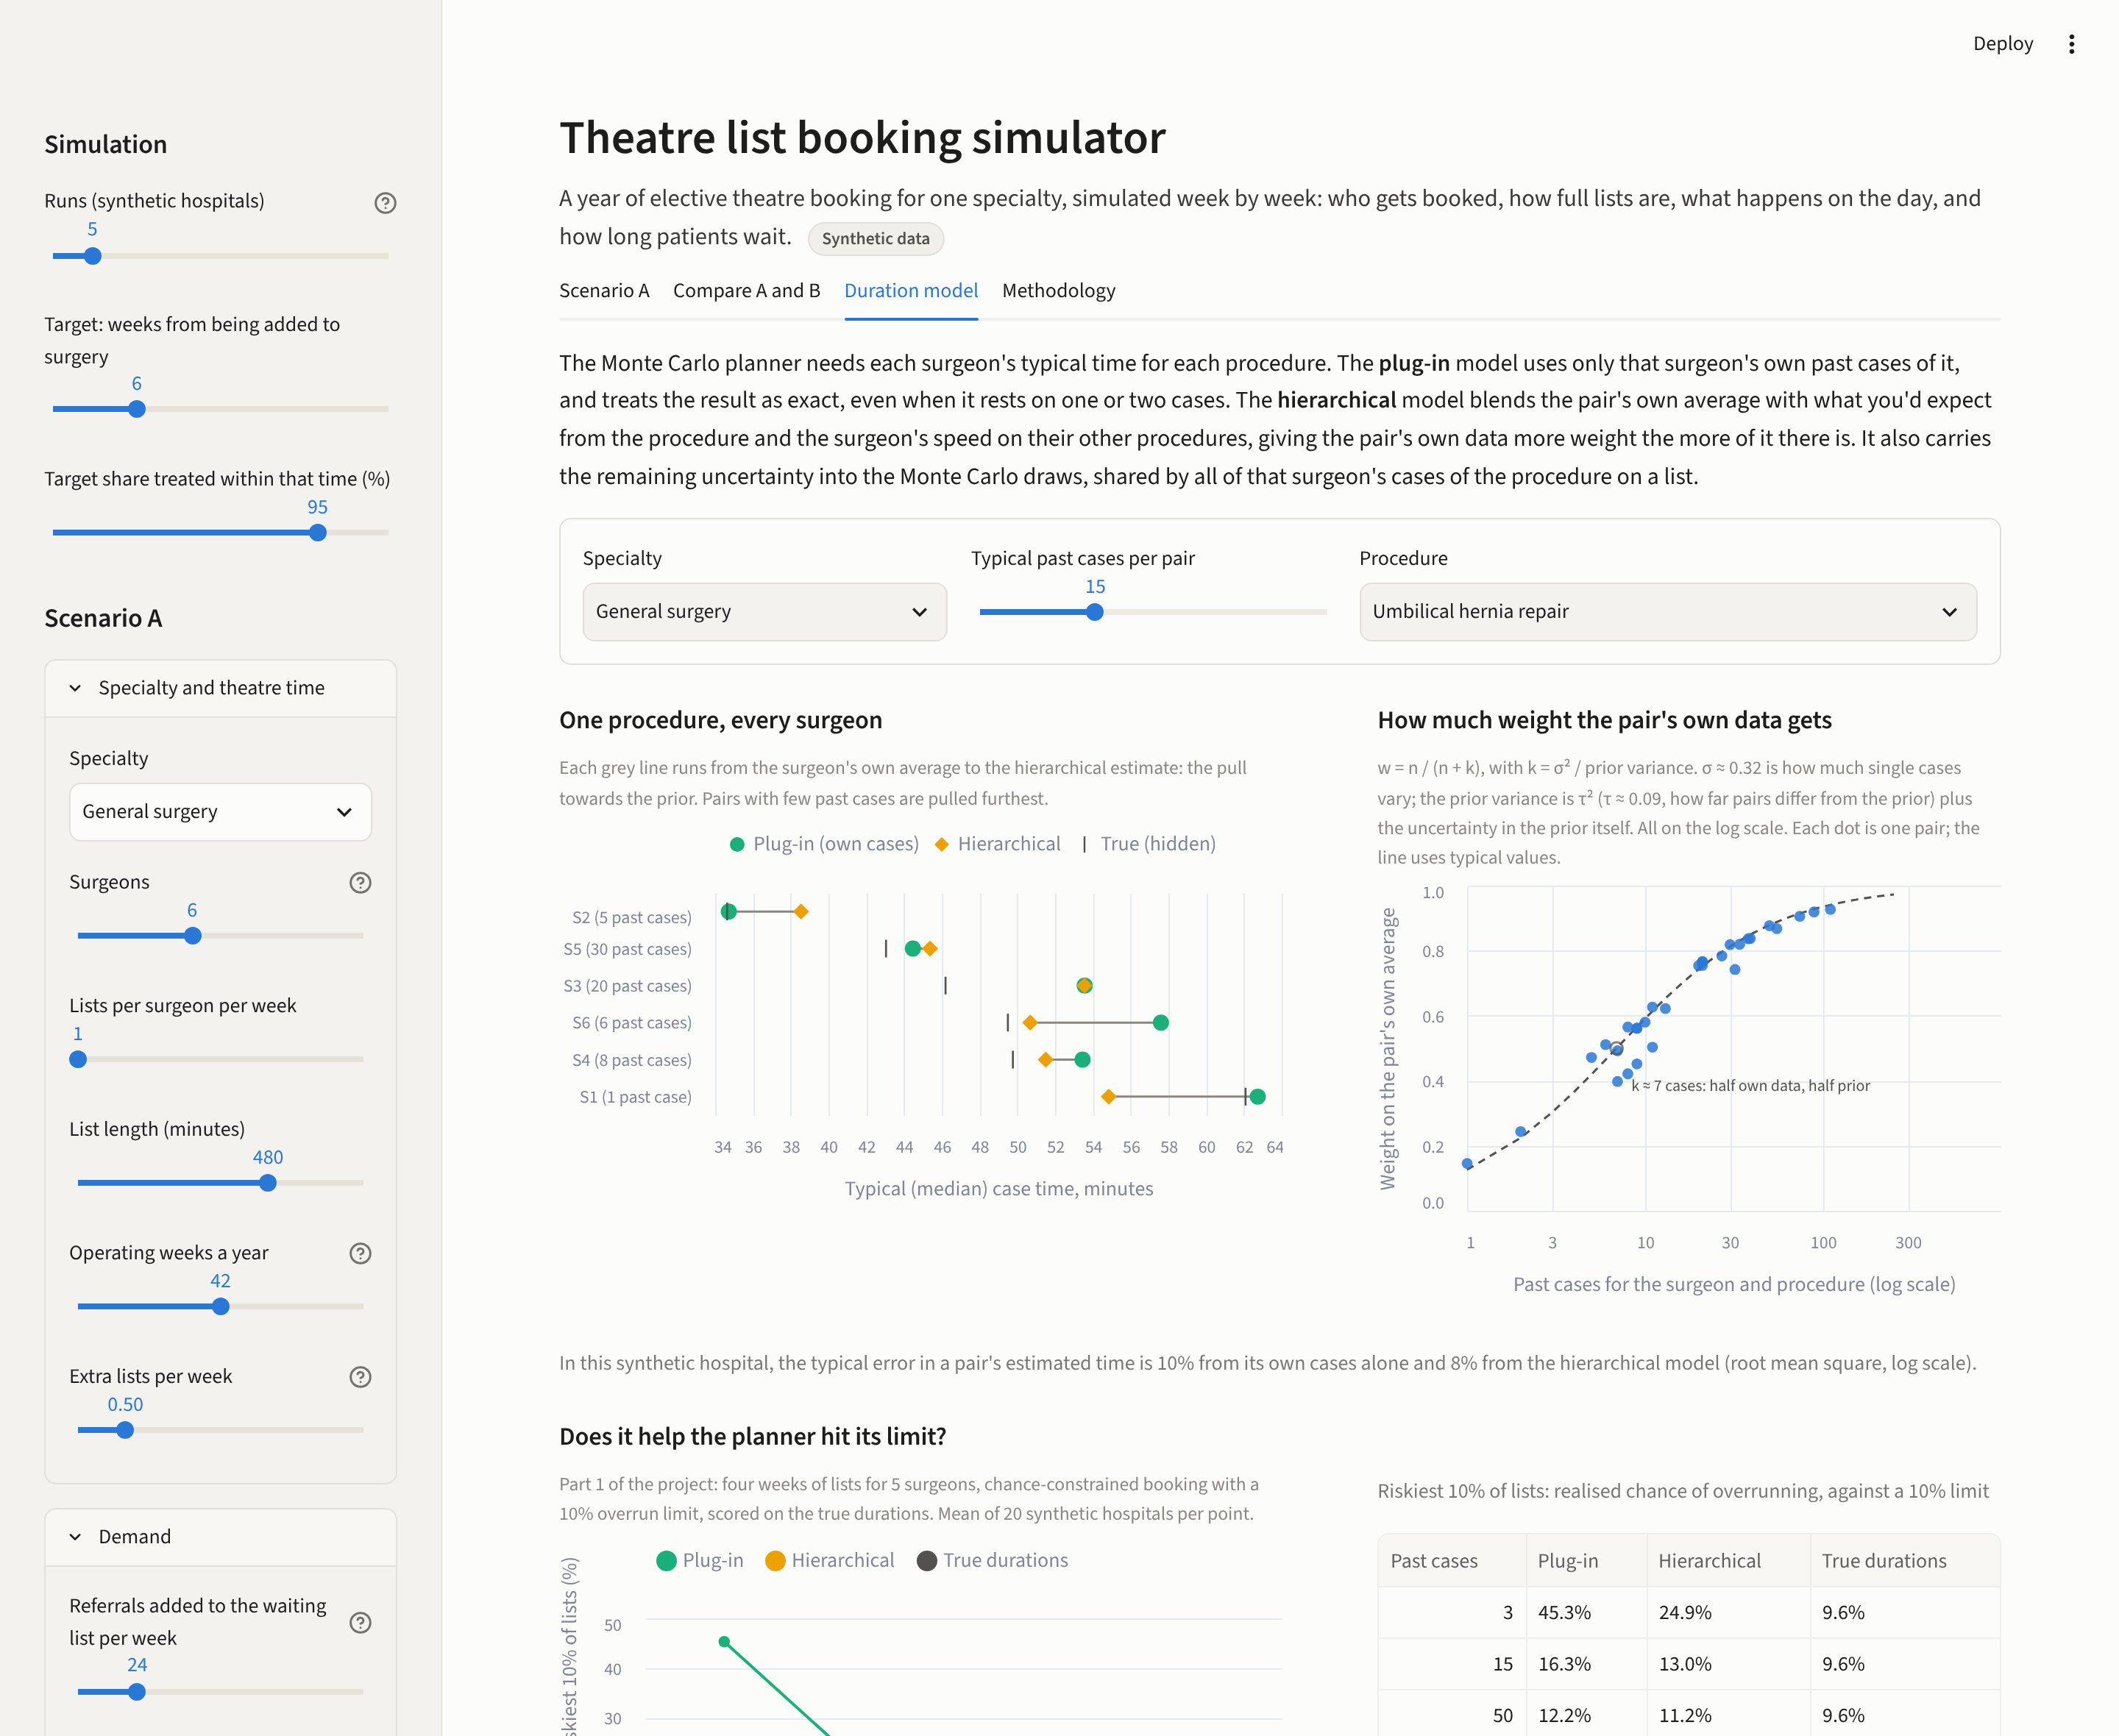 Deploy
Simulation
Runs (synthetic hospitals)
5
Target: weeks from being added to
surgery
6
Target share treated within that time (%)
95
Scenario A
Specialty and theatre time
Specialty
General surgery
Surgeons
6
Lists per surgeon per week
1
List length (minutes)
480
Operating weeks a year
42
Extra lists per week
0.50
Demand
Referrals added to the waiting
list per week
24
Theatre list booking simulator
A year of elective theatre booking for one specialty, simulated week by week: who gets booked, how full lists are, what happens on the day, and
how long patients wait. Synthetic data
Scenario A Compare A and B Duration model Methodology
The Monte Carlo planner needs each surgeon's typical time for each procedure. The plug-in model uses only that surgeon's own past cases of it,
and treats the result as exact, even when it rests on one or two cases. The hierarchical model blends the pair's own average with what you'd expect
from the procedure and the surgeon's speed on their other procedures, giving the pair's own data more weight the more of it there is. It also carries
the remaining uncertainty into the Monte Carlo draws, shared by all of that surgeon's cases of the procedure on a list.
Specialty
General surgery
Typical past cases per pair
15
Procedure
Umbilical hernia repair
One procedure, every surgeon
Each grey line runs from the surgeon's own average to the hierarchical estimate: the pull
towards the prior. Pairs with few past cases are pulled furthest.
Plug-in (own cases) Hierarchical True (hidden)
S2 (5 past cases)
S5 (30 past cases)
S3 (20 past cases)
S6 (6 past cases)
S4 (8 past cases)
S1 (1 past case)
34 36 38 40 42 44 46 48 50 52 54 56 58 60 62 64
Typical (median) case time, minutes
How much weight the pair's own data gets
w = n / (n + k), with k = σ² / prior variance. σ ≈ 0.32 is how much single cases
vary; the prior variance is τ² (τ ≈ 0.09, how far pairs differ from the prior) plus
the uncertainty in the prior itself. All on the log scale. Each dot is one pair; the
line uses typical values.
Weight on the pair's own average
1.0
0.8
0.6
0.4
0.2
0.0
k ≈ 7 cases: half own data, half prior
1 3 10 30 100 300
Past cases for the surgeon and procedure (log scale)
In this synthetic hospital, the typical error in a pair's estimated time is 10% from its own cases alone and 8% from the hierarchical model (root mean square, log scale).
Does it help the planner hit its limit?
Part 1 of the project: four weeks of lists for 5 surgeons, chance-constrained booking with a
10% overrun limit, scored on the true durations. Mean of 20 synthetic hospitals per point.
Plug-in Hierarchical True durations
10% of lists (%)
50
40
30
Riskiest 10% of lists: realised chance of overrunning, against a 10% limit
Past cases Plug-in Hierarchical True durations
3 45.3% 24.9% 9.6%
15 16.3% 13.0% 9.6%
50 12.2% 11.2% 9.6%